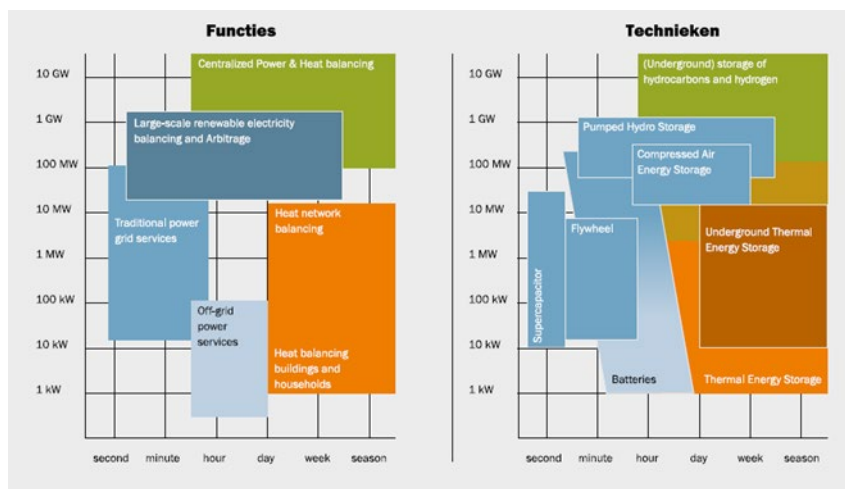 Functies
10 GW
1 GW
100 MW
10 MW
1 MW
100 kW
10 kW
1 kW
Centralized Power & Heat balancing
Large-scale renewable electricity
balancing and Arbitrage
Traditional power
grid services
Heat network
balancing
Off-grid
power
services
Heat balancing
buildings and
households
second
minute
hour
day
week
season
Technieken
10 GW
1 GW
100 MW
10 MW
1 MW
100 kW
10 kW
1 kW
(Underground) storage of
hydrocarbons and hydrogen
Pumped Hydro Storage
Compressed Air
Energy Storage
Supercapacitor
Flywheel
Underground Thermal
Energy Storage
Batteries
Thermal Energy Storage
second
minute
hour
day
week
season